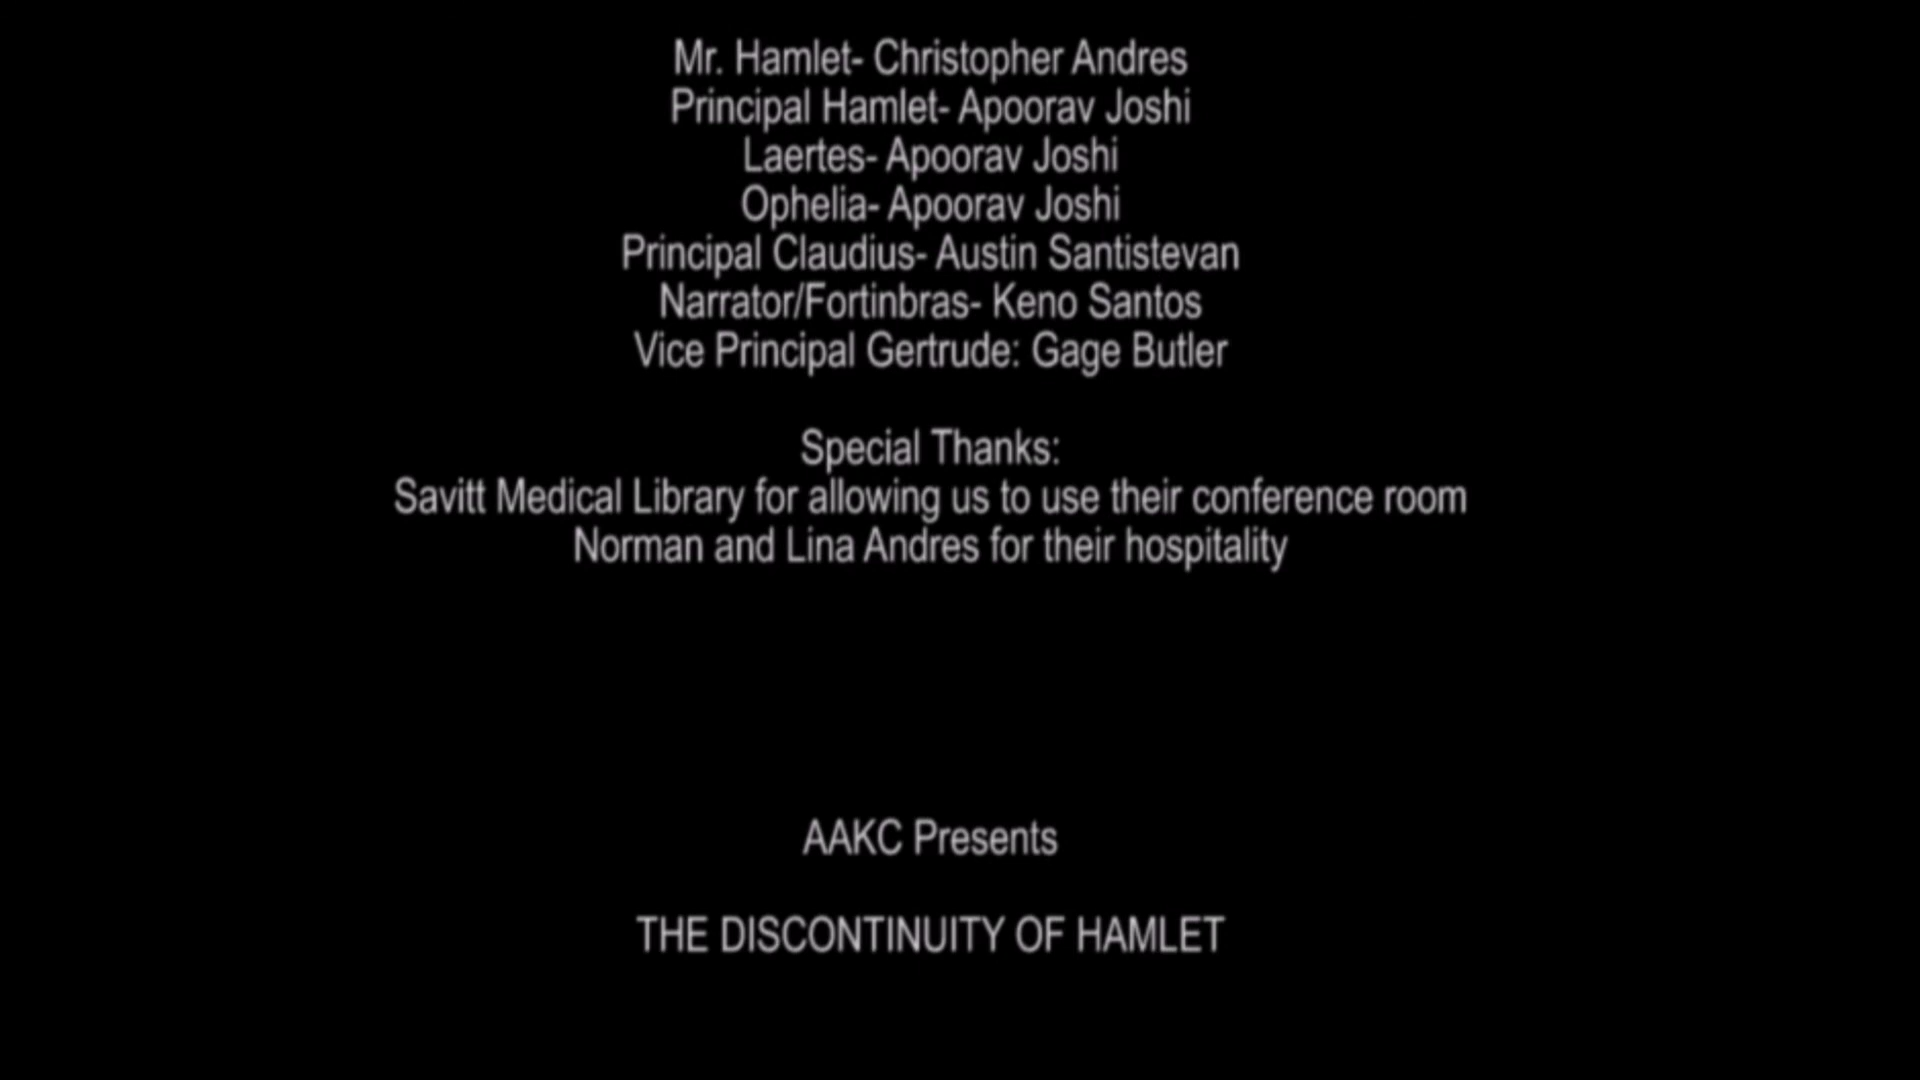 Mr. Hamlet- Christopher Andres
Principal Hamlet- Apoorav Joshi
Laertes- Apoorav Joshi
Ophelia- Apoorav Joshi
Principal Claudius- Austin Santistevan
Narrator/Fortinbras- Keno Santos
Vice Principal Gertrude: Gage Butler
Special Thanks:
Savitt Medical Library for allowing us to use their conference room
Norman and Lina Andres for their hospitality
AAKC Presents
THE DISCONTINUITY OF HAMLET